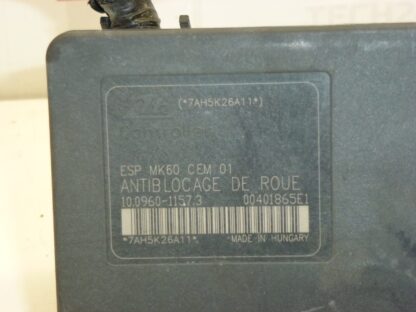 (*7AH5K26A11*)
ESP MK60 CEM 01
ANTIBLOCAGE DE ROUE
10.0960-1157.3 00401865E1
*7AH5K26A11* MADE IN HUNGARY